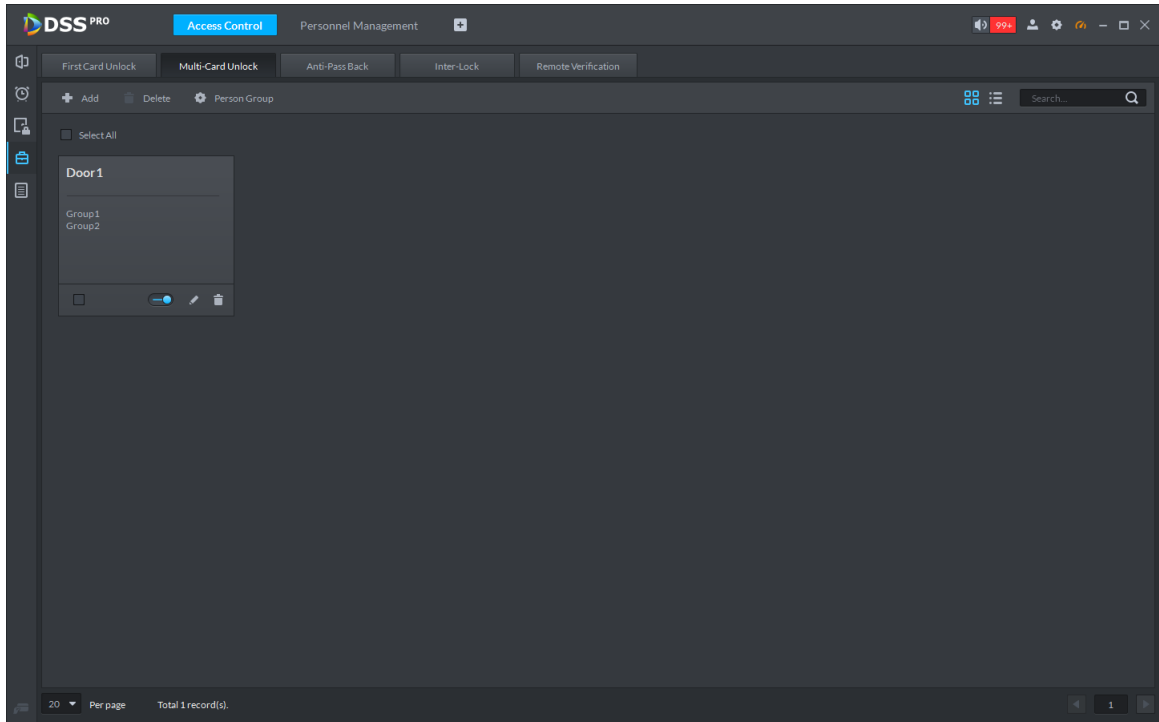 DSS PRO Access Control Personnel Management 99+
First Card Unlock Multi-Card Unlock Anti-Pass Back Inter-Lock Remote Verification
Add Delete Person Group Search...
Select All
Door1
Group1
Group2
20 Per page Total 1 record(s). 1